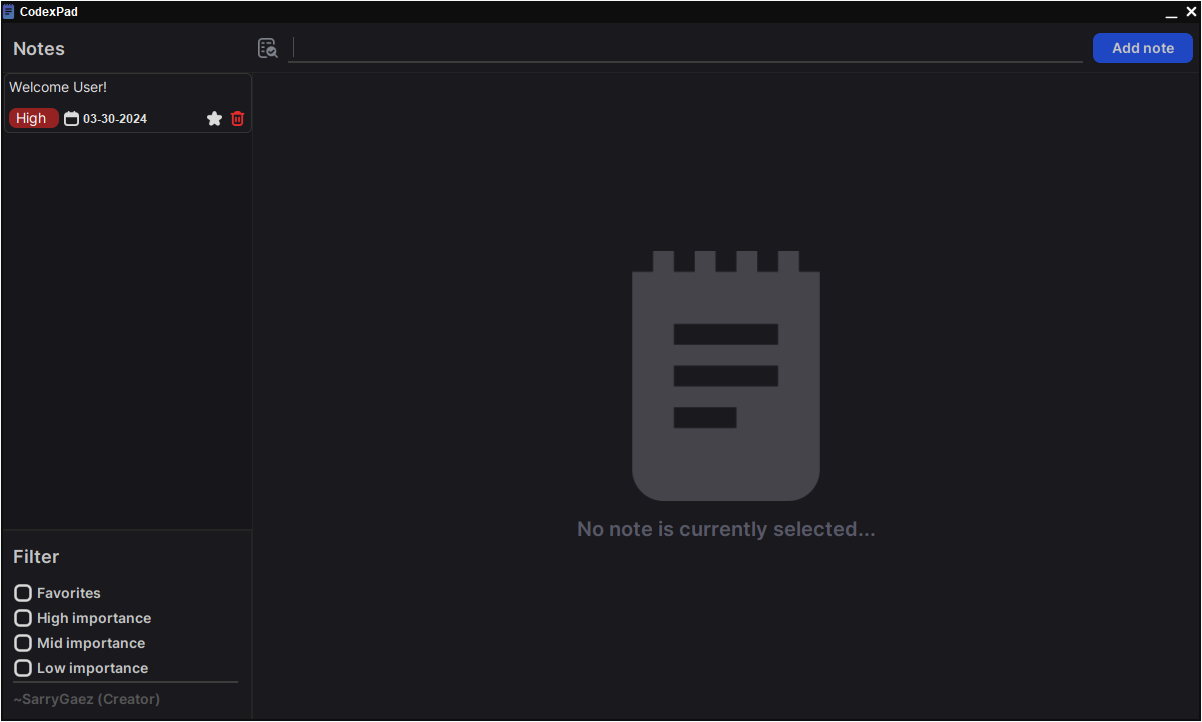 CodexPad
Notes
Add note
Welcome User!
High 03-30-2024
No note is currently selected...
Filter
Favorites
High importance
Mid importance
Low importance
~SarryGaez (Creator)